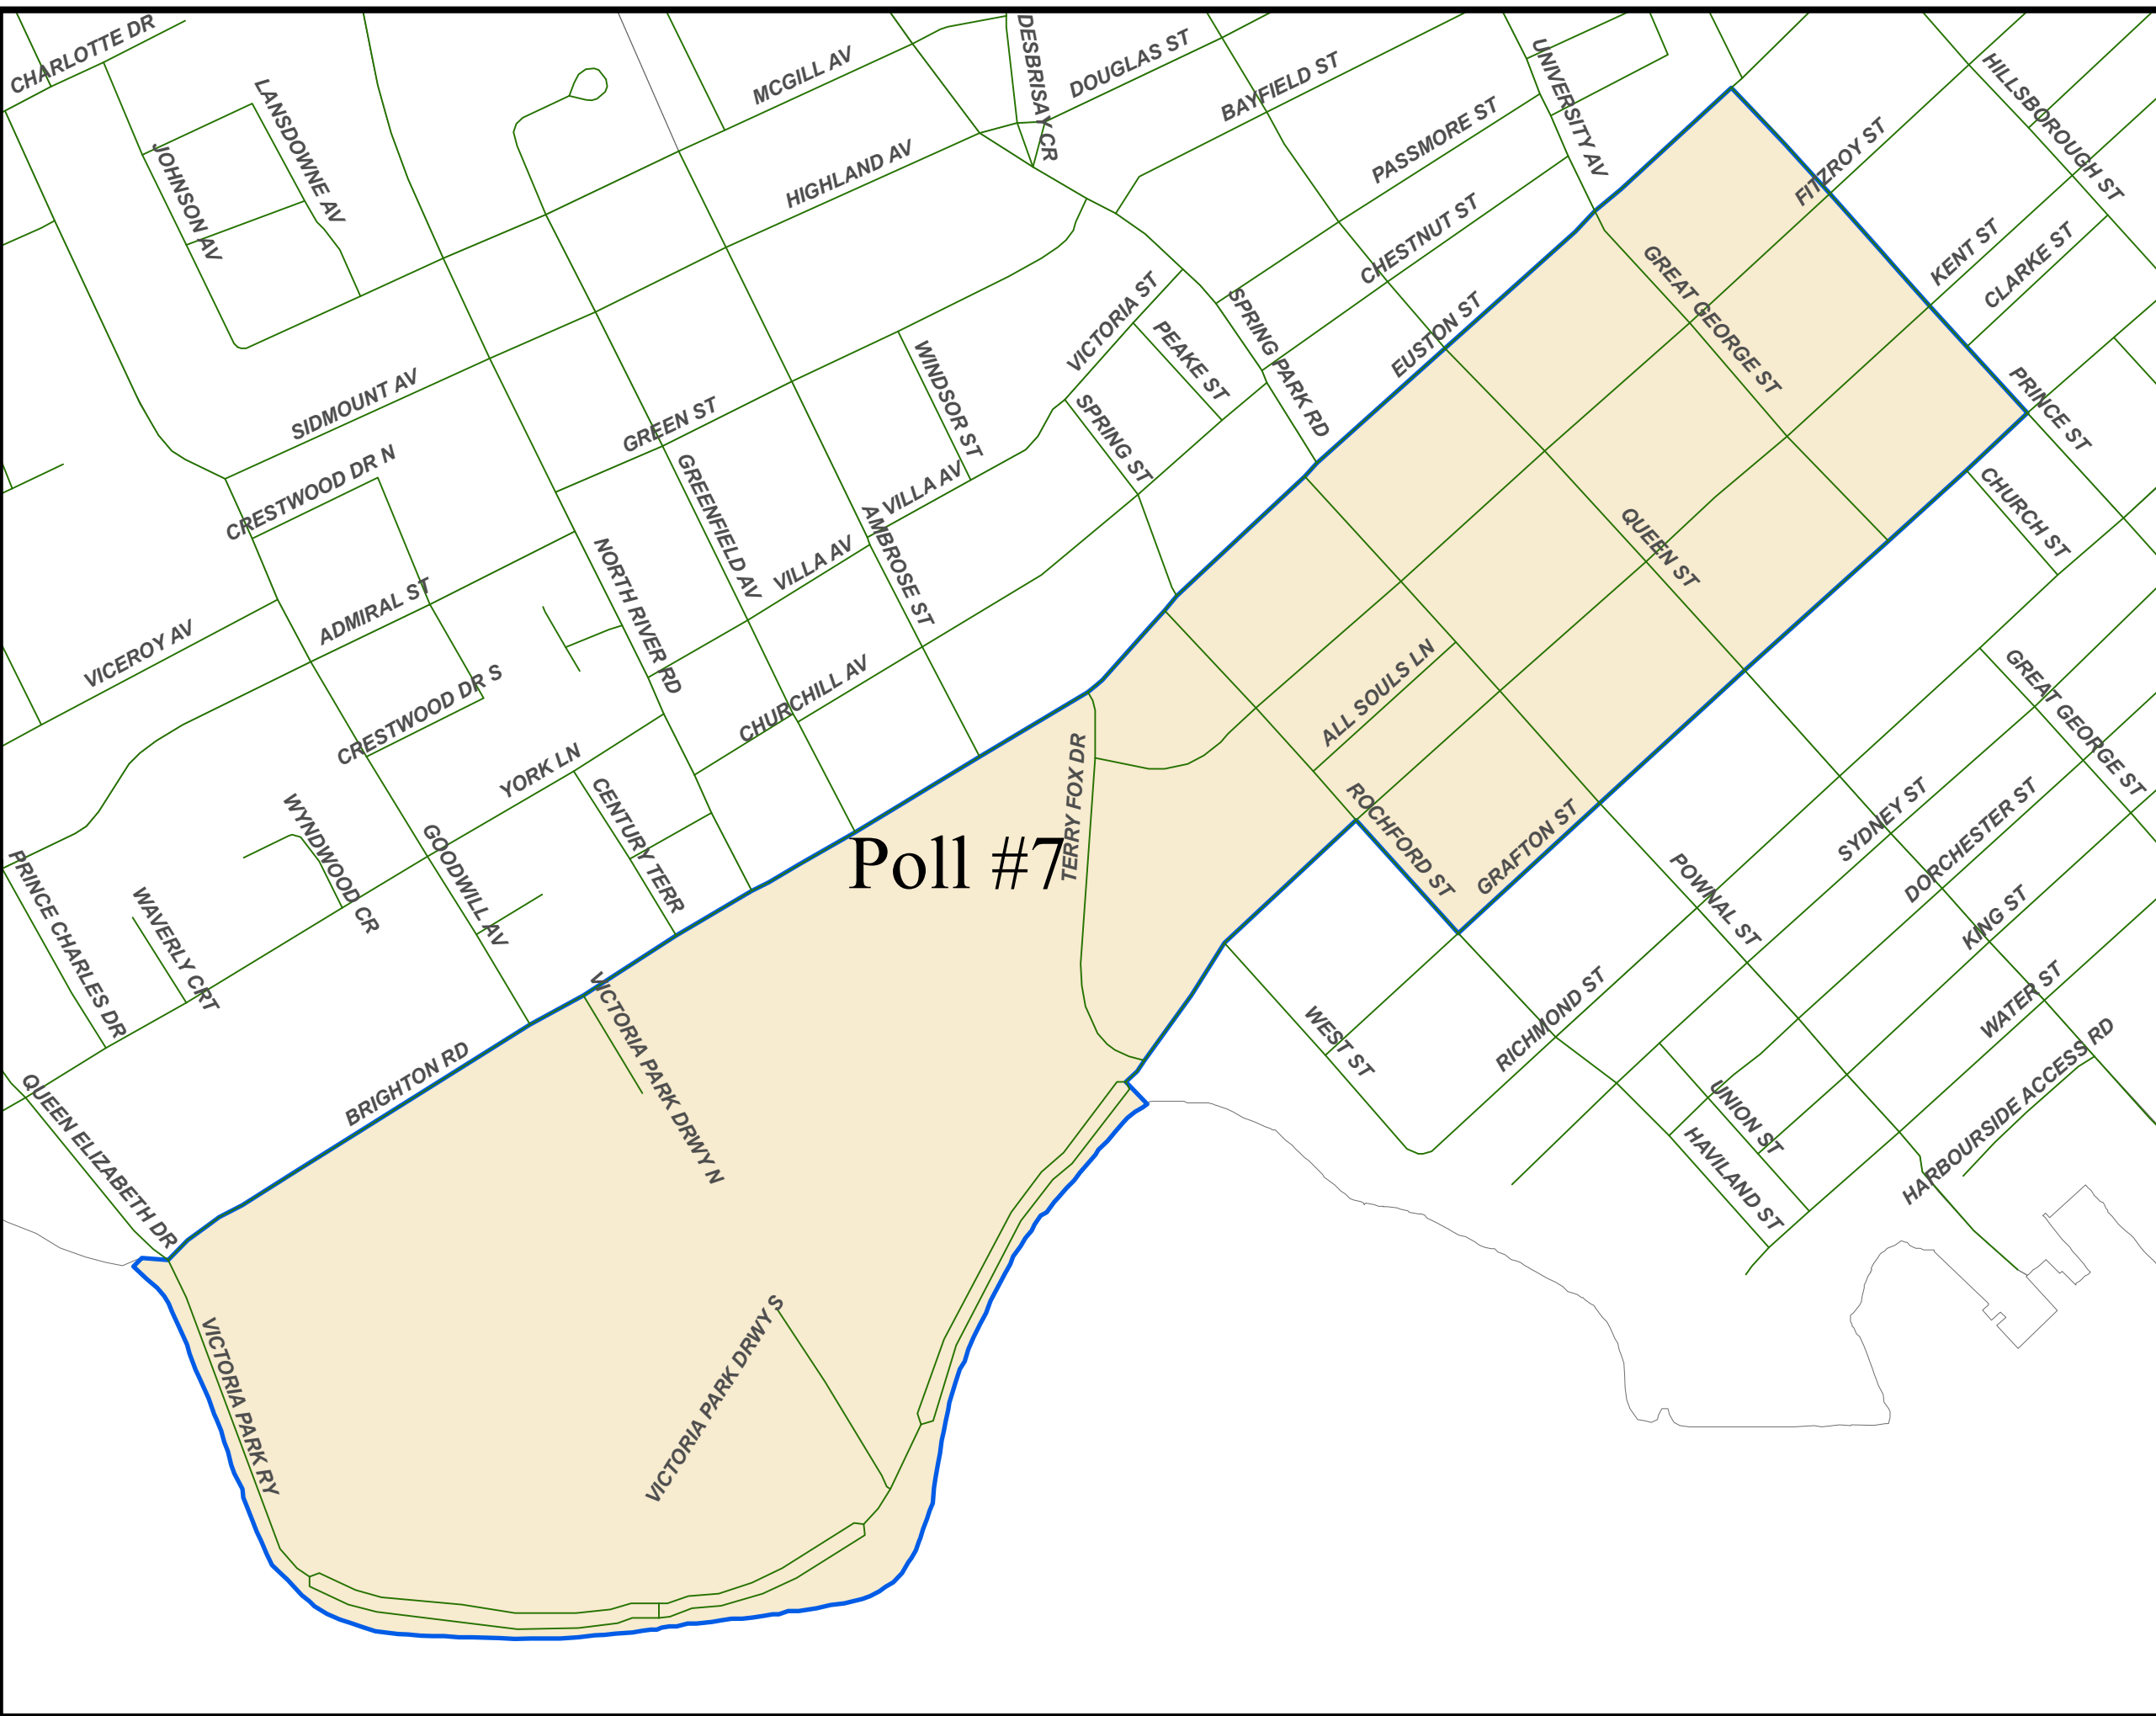 CHARLOTTE DR
LANSDOWNE AV
JOHNSON AV
MCGILL AV
DESBRISAY CR
DOUGLAS ST
BAYFIELD ST
UNIVERSITY AV
HILLSBOROUGH ST
HIGHLAND AV
PASSMORE ST
FITZROY ST
CHESTNUT ST
KENT ST
CLARKE ST
GREAT GEORGE ST
VICTORIA ST
PEAKE ST
SPRING PARK RD
EUSTON ST
WINDSOR ST
SIDMOUNT AV
GREEN ST
SPRING ST
PRINCE ST
CRESTWOOD DR N
GREENFIELD AV
VILLA AV
CHURCH ST
AMBROSE ST
QUEEN ST
NORTH RIVER RD
VILLA AV
ADMIRAL ST
VICEROY AV
CRESTWOOD DR S
CHURCHILL AV
ALL SOULS LN
GREAT GEORGE ST
YORK LN
TERRY FOX DR
CENTURY TERR
WYNDWOOD CR
ROCHFORD ST
GRAFTON ST
SYDNEY ST
DORCHESTER ST
Poll #7
GOODWILL AV
PRINCE CHARLES DR
WAVERLY CRT
POWNAL ST
KING ST
VICTORIA PARK DRWY N
RICHMOND ST
WATER ST
WEST ST
HARBOURSIDE ACCESS RD
BRIGHTON RD
QUEEN ELIZABETH DR
UNION ST
HAVILAND ST
VICTORIA PARK RY
VICTORIA PARK DRWY S